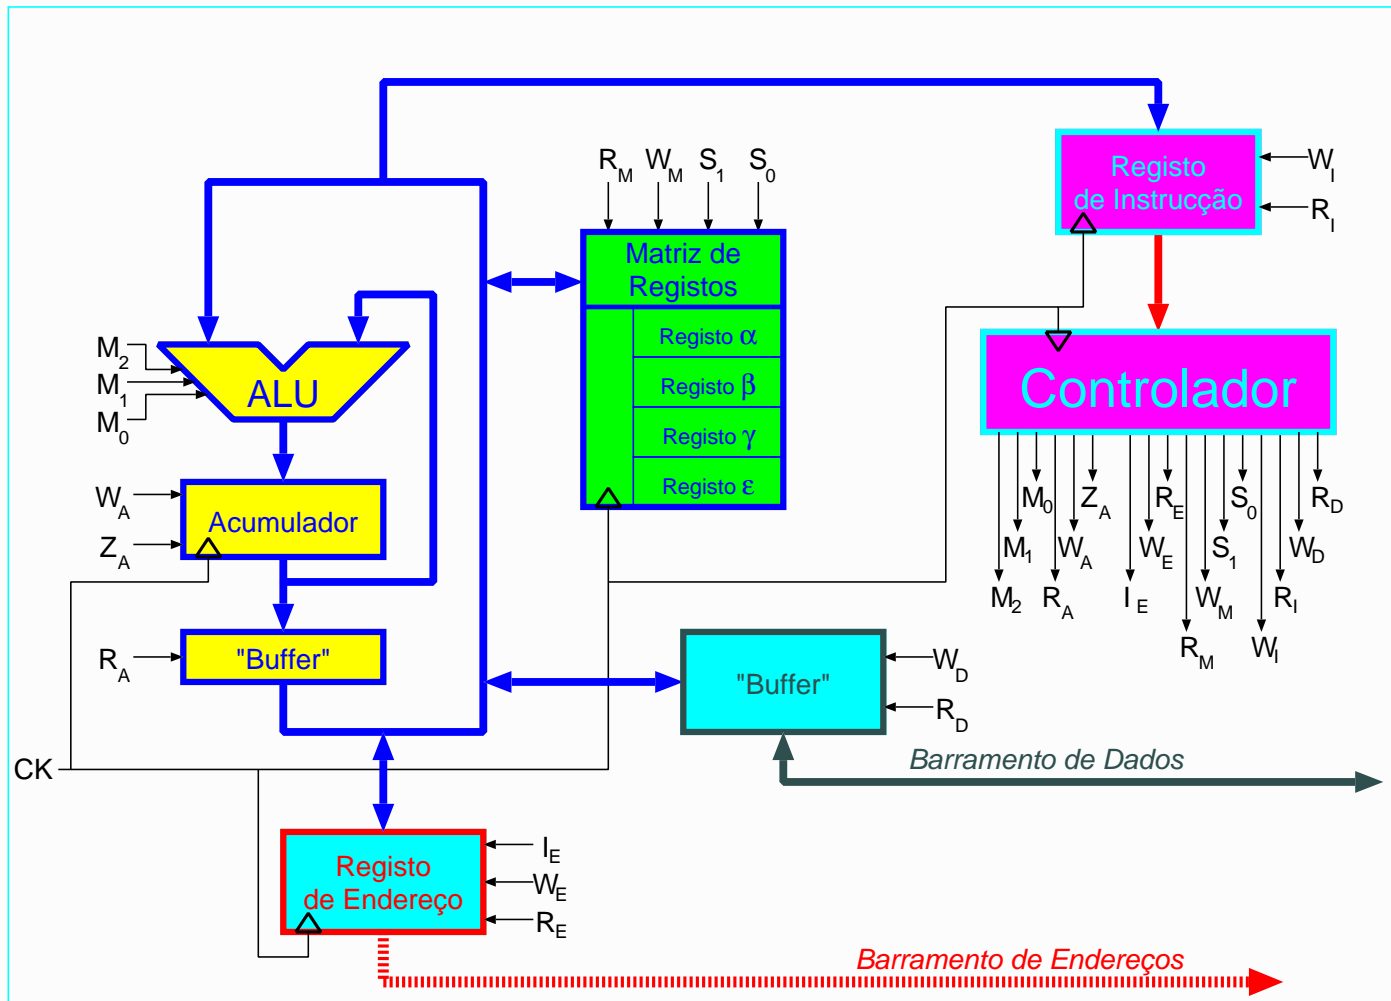 R_M W_M S_1 S_0
Registo
de Instrucção
W_I
R_I
Matriz de
Registos
Registo α
Registo β
Registo γ
Registo ε
M_2
M_1
M_0
ALU
Controlador
W_A
Z_A
Acumulador
M_0 Z_A R_E S_0 R_D
M_1 W_A W_E S_1 W_D
M_2 R_A I_E W_M R_I
R_M W_I
R_A
"Buffer"
"Buffer"
W_D
R_D
CK
Barramento de Dados
Registo
de Endereço
I_E
W_E
R_E
Barramento de Endereços